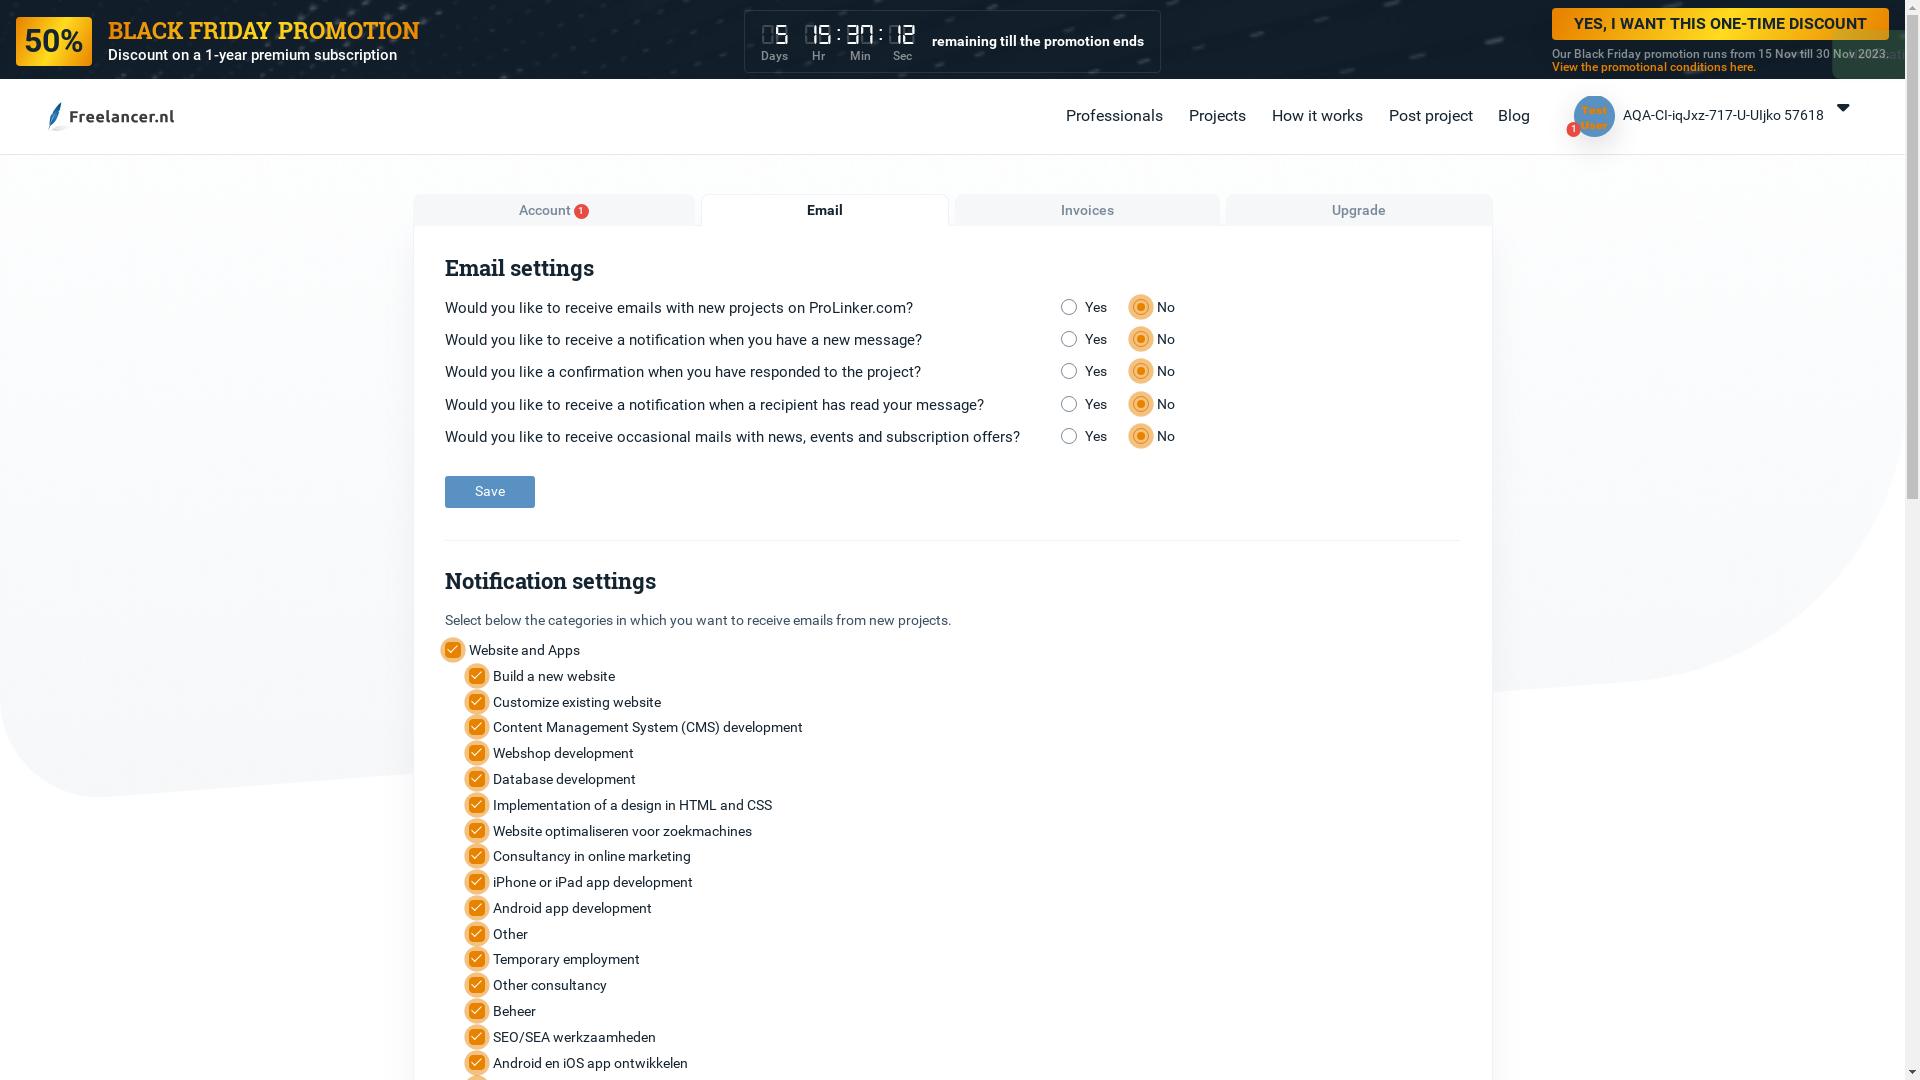 50%
BLACK FRIDAY PROMOTION
Discount on a 1-year premium subscription
5 15 : 37 : 12
Days Hr Min Sec
remaining till the promotion ends
YES, I WANT THIS ONE-TIME DISCOUNT
Our Black Friday promotion runs from 15 Nov till 30 Nov 2023.
View the promotional conditions here.
Freelancer.nl
Professionals
Projects
How it works
Post project
Blog
Test
User
1
AQA-CI-iqJxz-717-U-UIjko 57618
Account 1
Email
Invoices
Upgrade
Email settings
Would you like to receive emails with new projects on ProLinker.com? Yes No
Would you like to receive a notification when you have a new message? Yes No
Would you like a confirmation when you have responded to the project? Yes No
Would you like to receive a notification when a recipient has read your message? Yes No
Would you like to receive occasional mails with news, events and subscription offers? Yes No
Save
Notification settings
Select below the categories in which you want to receive emails from new projects.
Website and Apps
Build a new website
Customize existing website
Content Management System (CMS) development
Webshop development
Database development
Implementation of a design in HTML and CSS
Website optimaliseren voor zoekmachines
Consultancy in online marketing
iPhone or iPad app development
Android app development
Other
Temporary employment
Other consultancy
Beheer
SEO/SEA werkzaamheden
Android en iOS app ontwikkelen